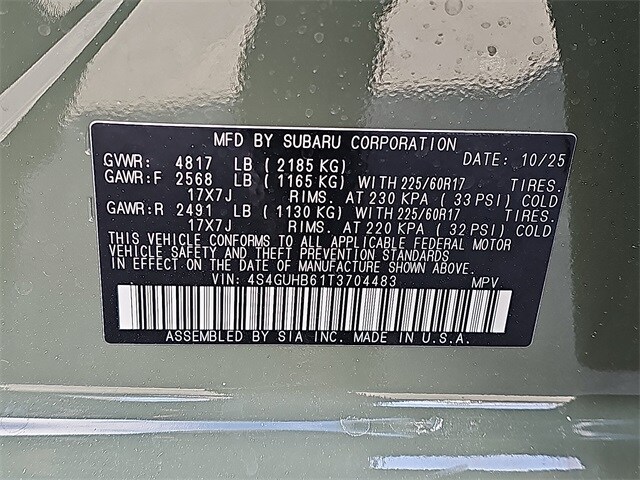 MFD BY SUBARU CORPORATION
GVWR: 4817 LB (2185 KG) DATE: 10/25
GAWR:F 2568 LB (1165 KG) WITH 225/60R17 TIRES.
17X7J RIMS. AT 230 KPA (33 PSI) COLD
GAWR:R 2491 LB (1130 KG) WITH 225/60R17 TIRES.
17X7J RIMS. AT 220 KPA (32 PSI) COLD
THIS VEHICLE CONFORMS TO ALL APPLICABLE FEDERAL MOTOR
VEHICLE SAFETY, BUMPER, AND THEFT PREVENTION STANDARDS
IN EFFECT ON THE DATE OF MANUFACTURE SHOWN ABOVE.
VIN: 4S4GUHB61T3704483 MPV
ASSEMBLED BY SIA INC. MADE IN U.S.A.